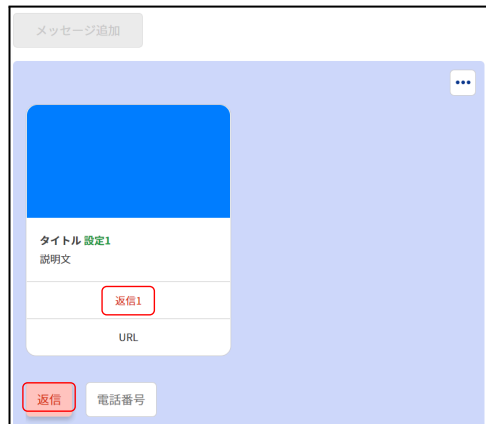 メッセージ追加
タイトル 設定1
説明文
返信1
URL
返信 電話番号